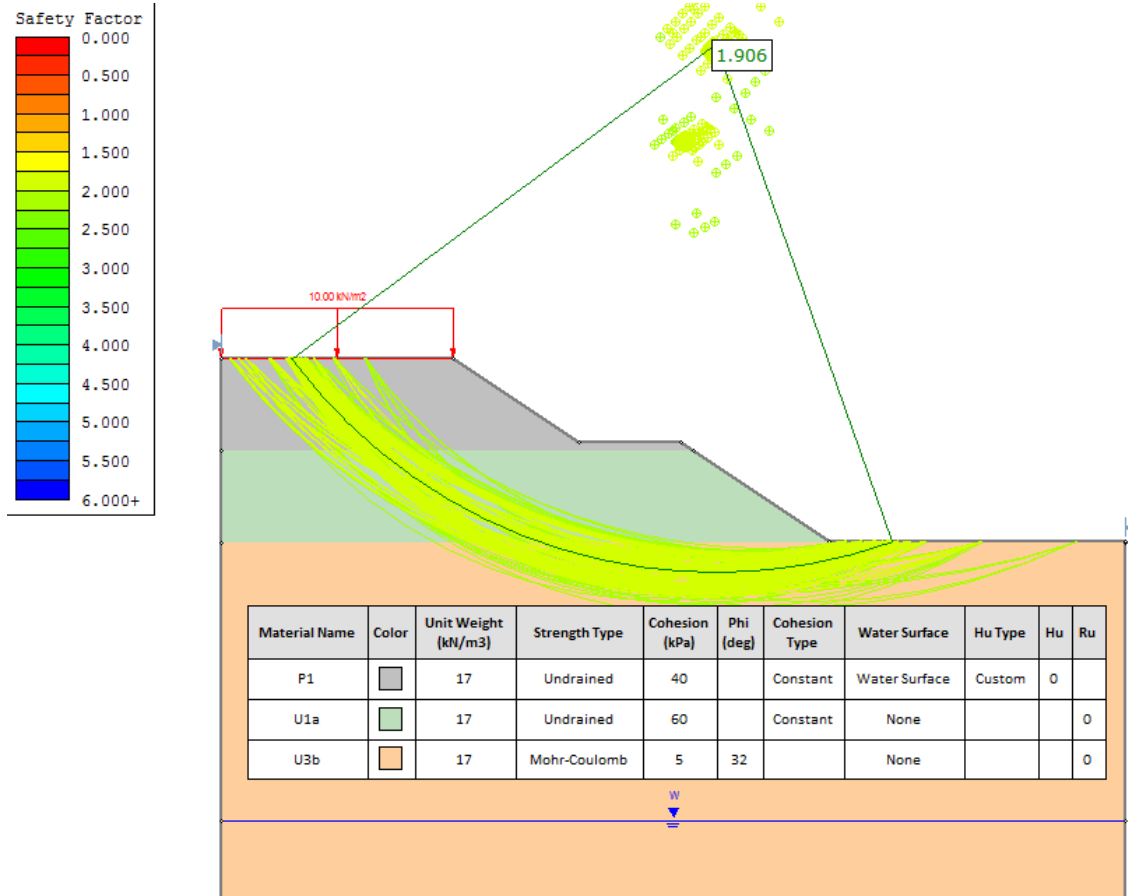 Safety Factor
0.000
0.500
1.000
1.500
2.000
2.500
3.000
3.500
4.000
4.500
5.000
5.500
6.000+
1.906
10.00 kN/m2
Material Name Color Unit Weight (kN/m3) Strength Type Cohesion (kPa) Phi (deg) Cohesion Type Water Surface Hu Type Hu Ru
P1 17 Undrained 40 Constant Water Surface Custom 0
U1a 17 Undrained 60 Constant None 0
U3b 17 Mohr-Coulomb 5 32 None 0
W